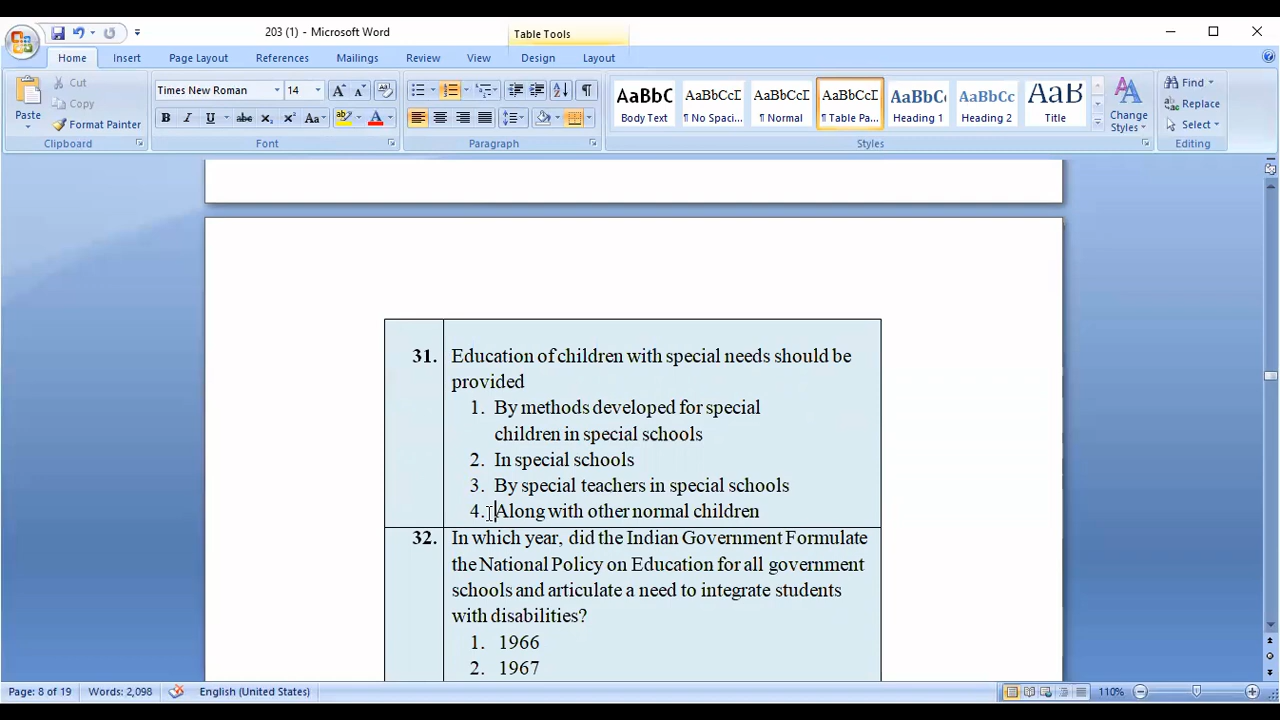 203 (1) - Microsoft Word
Table Tools
Home Insert Page Layout References Mailings Review View Design Layout
Paste
Cut
Copy
Format Painter
Clipboard
Times New Roman 14
Font
Paragraph
AaBbC AaBbCcD AaBbCcD AaBbCcD AaBbCc AaBbCc AaB
Body Text ¶ No Spaci... ¶ Normal ¶ Table Pa... Heading 1 Heading 2 Title
Change Styles
Styles
Find
Replace
Select
Editing
31. Education of children with special needs should be
provided
1. By methods developed for special
children in special schools
2. In special schools
3. By special teachers in special schools
4. Along with other normal children
32. In which year, did the Indian Government Formulate
the National Policy on Education for all government
schools and articulate a need to integrate students
with disabilities?
1. 1966
2. 1967
Page: 8 of 19 Words: 2,098 English (United States) 110%